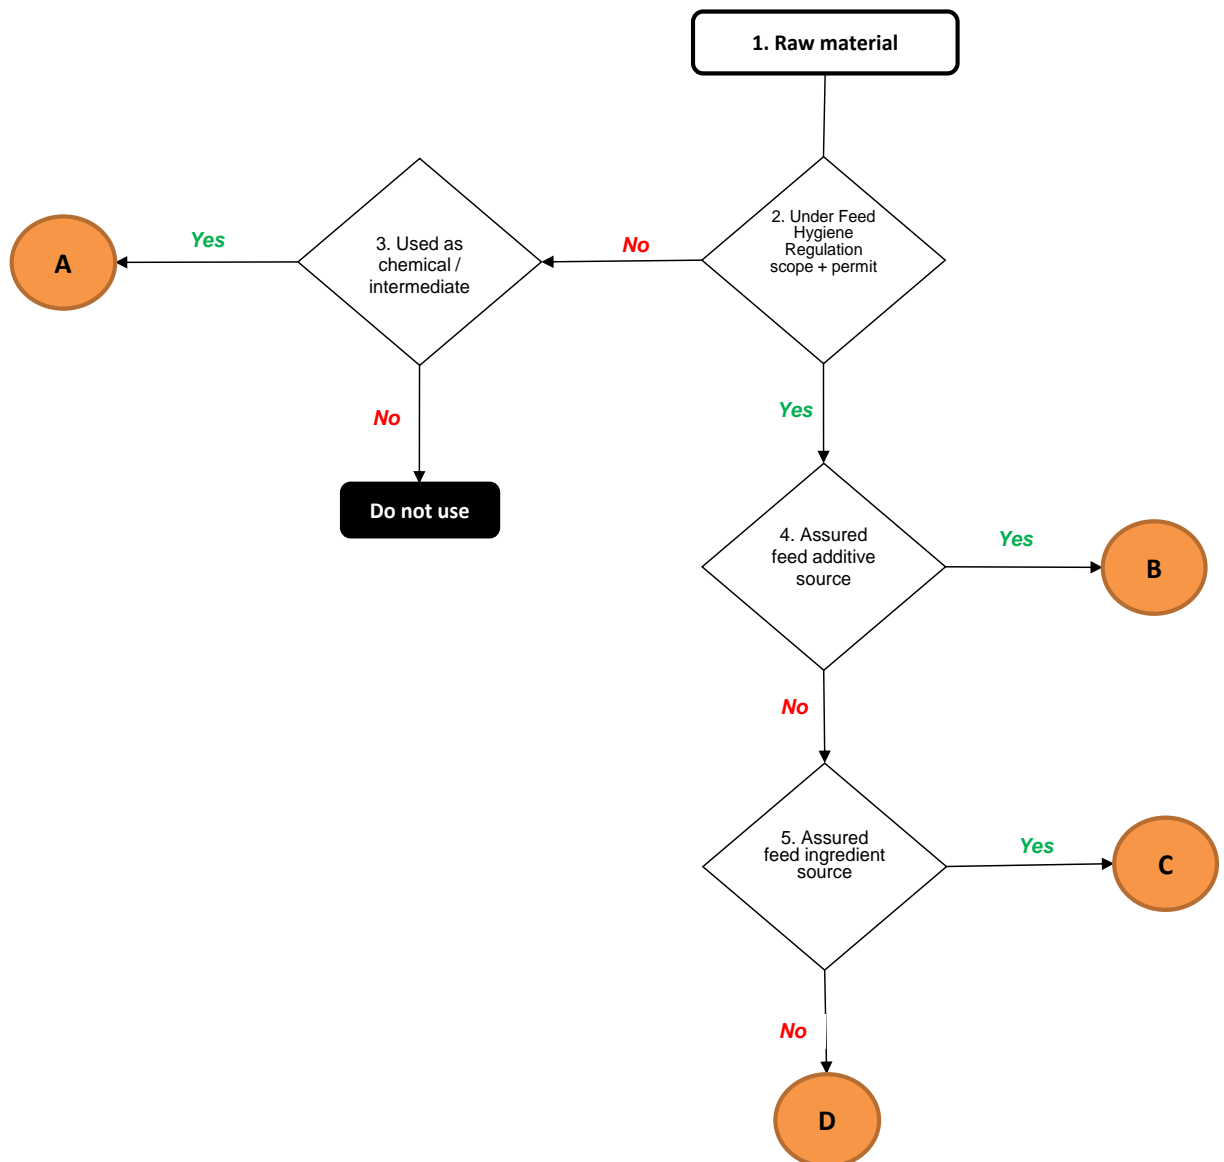 1. Raw material
2. Under Feed
Hygiene
Regulation
scope + permit
No
3. Used as
chemical /
intermediate
Yes
A
No
Do not use
Yes
4. Assured
feed additive
source
Yes
B
No
5. Assured
feed ingredient
source
Yes
C
No
D